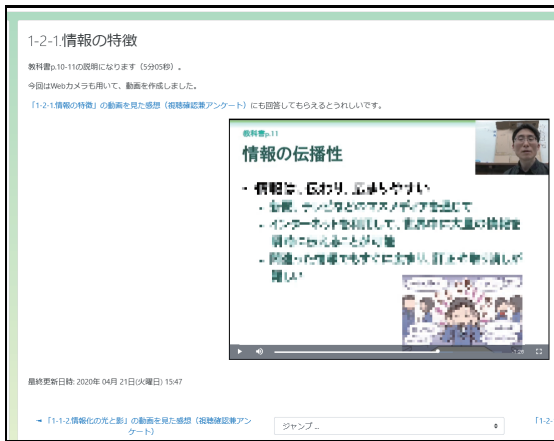 1-2-1.情報の特徴
教科書p.10-11の説明になります（5分05秒）。
今回はWebカメラも用いて、動画を作成しました。
「1-2-1.情報の特徴」の動画を見た感想（視聴確認兼アンケート）にも回答してもらえるとうれしいです。
教科書p.11
情報の伝播性
• 情報は、伝わり、広まりやすい
• 新聞、テレビなどのマスメディアを通じて
• インターネットを利用して、世界中に大量の情報を
瞬時に伝えることが可能
• 間違った情報でもすぐに広まり、訂正や取り消しが
難しい
最終更新日時: 2020年 04月 21日(火曜日) 15:47
◄ 「1-1-2.情報化の光と影」の動画を見た感想（視聴確認兼アン
ケート）
ジャンプ...
「1-2-